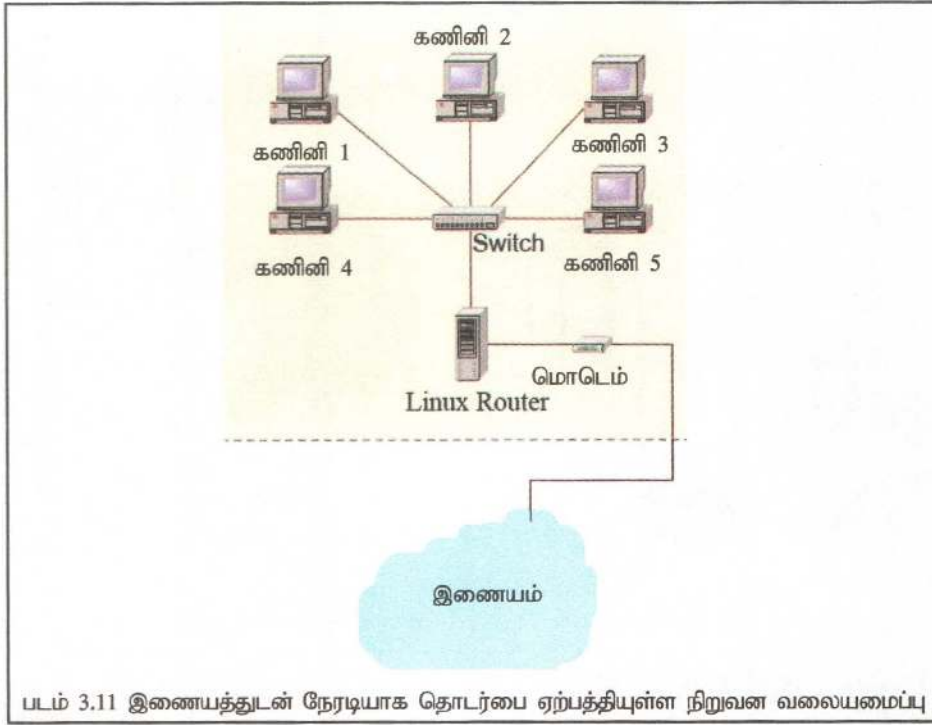 கணினி 2
கணினி 1
கணினி 3
கணினி 4
Switch
கணினி 5
மொடெம்
Linux Router
இணையம்
படம் 3.11 இணையத்துடன் நேரடியாக தொடர்பை ஏற்பத்தியுள்ள நிறுவன வலையமைப்பு